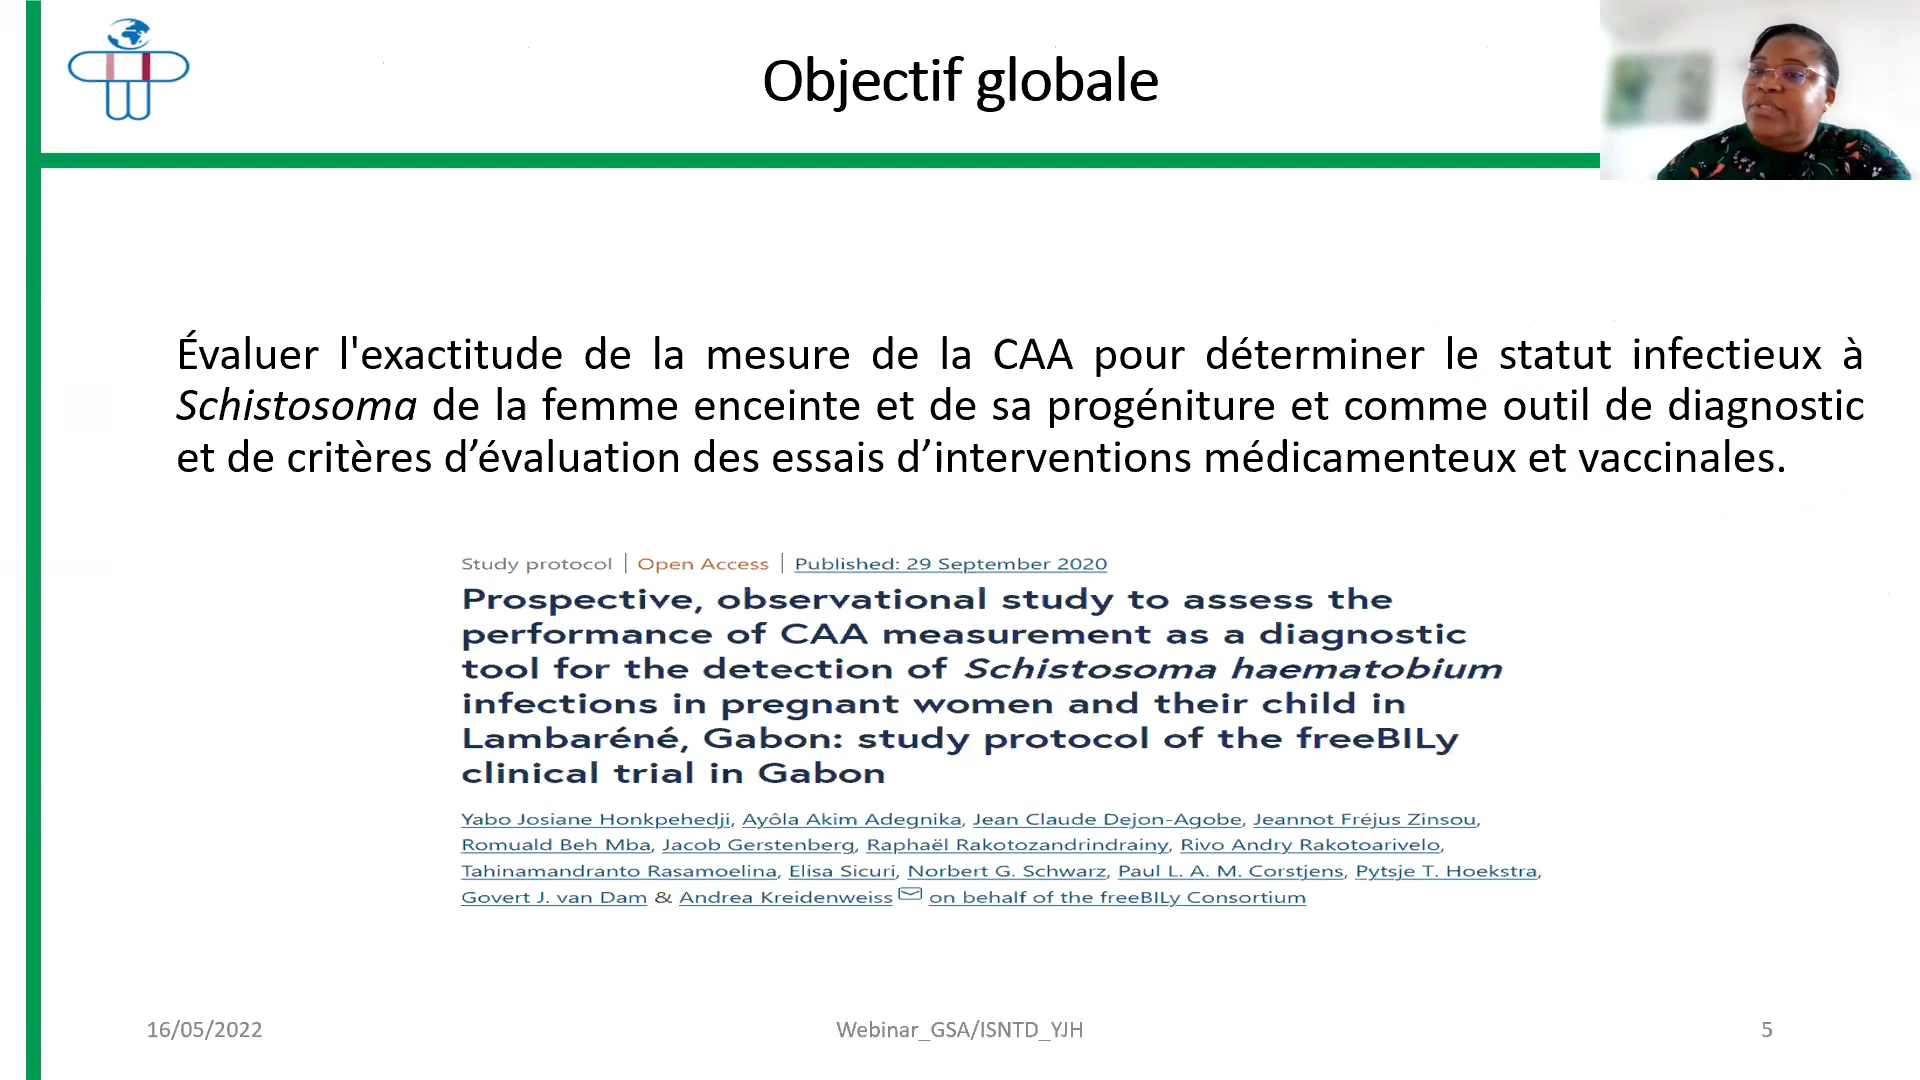 Objectif globale
Évaluer l'exactitude de la mesure de la CAA pour déterminer le statut infectieux à
Schistosoma de la femme enceinte et de sa progéniture et comme outil de diagnostic
et de critères d’évaluation des essais d’interventions médicamenteux et vaccinales.
Study protocol | Open Access | Published: 29 September 2020
Prospective, observational study to assess the
performance of CAA measurement as a diagnostic
tool for the detection of Schistosoma haematobium
infections in pregnant women and their child in
Lambaréné, Gabon: study protocol of the freeBILy
clinical trial in Gabon
Yabo Josiane Honkpehedji, Ayôla Akim Adegnika, Jean Claude Dejon-Agobe, Jeannot Fréjus Zinsou,
Romuald Beh Mba, Jacob Gerstenberg, Raphaël Rakotozandrindrainy, Rivo Andry Rakotoarivelo,
Tahinamandranto Rasamoelina, Elisa Sicuri, Norbert G. Schwarz, Paul L. A. M. Corstjens, Pytsje T. Hoekstra,
Govert J. van Dam & Andrea Kreidenweiss on behalf of the freeBILy Consortium
16/05/2022
Webinar_GSA/ISNTD_YJH
5